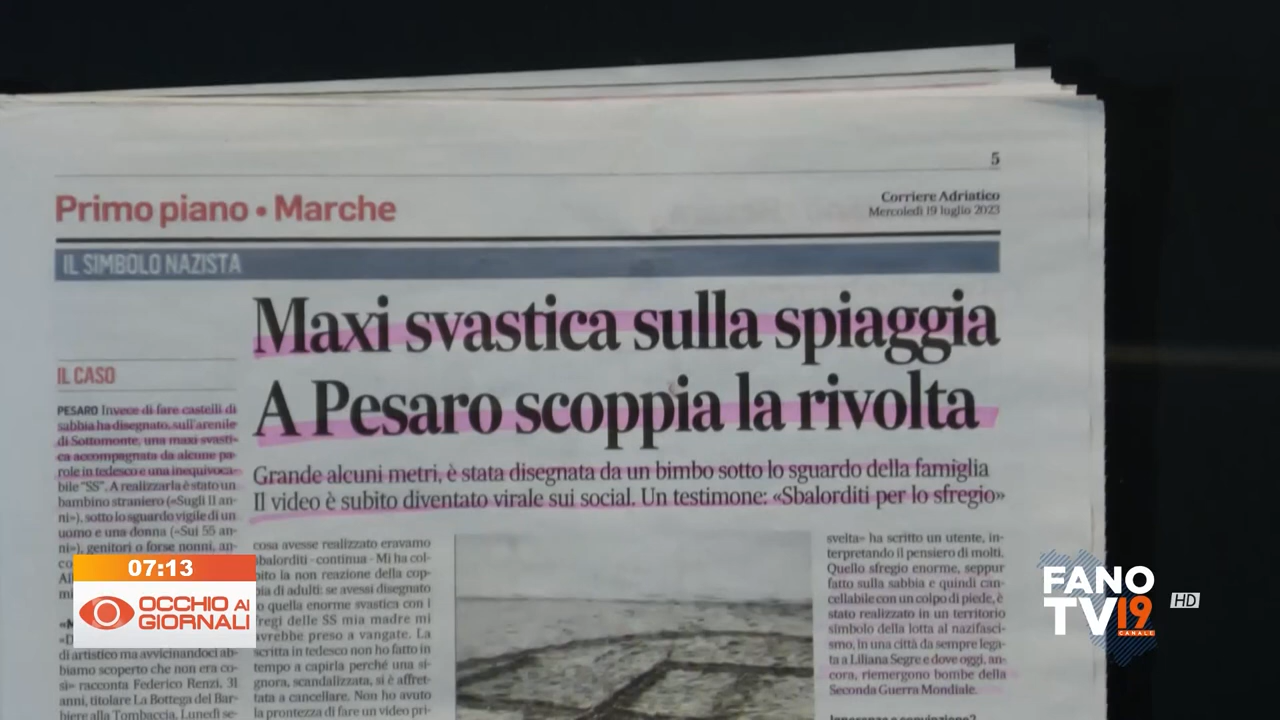 5
Primo piano • Marche
Corriere Adriatico
Mercoledì 19 luglio 2023
IL SIMBOLO NAZISTA
Maxi svastica sulla spiaggia
A Pesaro scoppia la rivolta
Grande alcuni metri, è stata disegnata da un bimbo sotto lo sguardo della famiglia
Il video è subito diventato virale sui social. Un testimone: «Sbalorditi per lo sfregio»
IL CASO
PESARO Invece di fare castelli di
sabbia ha disegnato, sull'arenile
di Sottomonte, una maxi svasti-
ca accompagnata da alcune pa-
role in tedesco e una inequivoca-
bile "SS". A realizzarla è stato un
bambino straniero («Sugli 11 an-
ni»), sotto lo sguardo vigile di un
uomo e una donna («Sui 55 an-
ni»), genitori o forse nonni, an-
di artistico ma avvicinandoci ab-
biamo scoperto che non era co-
sì» racconta Federico Renzi, 31
anni, titolare La Bottega del Bar-
biere alla Tombaccia. Lunedì se-
cosa avesse realizzato eravamo
sbalorditi - continua - Mi ha col-
pito la non reazione della cop-
pia di adulti: se avessi disegnato
o quella enorme svastica con i
fregi delle SS mia madre mi
avrebbe preso a vangate. La
scritta in tedesco non ho fatto in
tempo a capirla perché una si-
gnora, scandalizzata, si è affret-
tata a cancellare. Non ho avuto
la prontezza di fare un video pri-
svelta» ha scritto un utente, in-
terpretando il pensiero di molti.
Quello sfregio enorme, seppur
fatto sulla sabbia e quindi can-
cellabile con un colpo di piede, è
stato realizzato in un territorio
simbolo della lotta al nazifasci-
smo, in una città da sempre lega-
ta a Liliana Segre e dove oggi, an-
cora, riemergono bombe della
Seconda Guerra Mondiale.
07:13
OCCHIO AI
GIORNALI
FANO
TV19
CANALE
HD